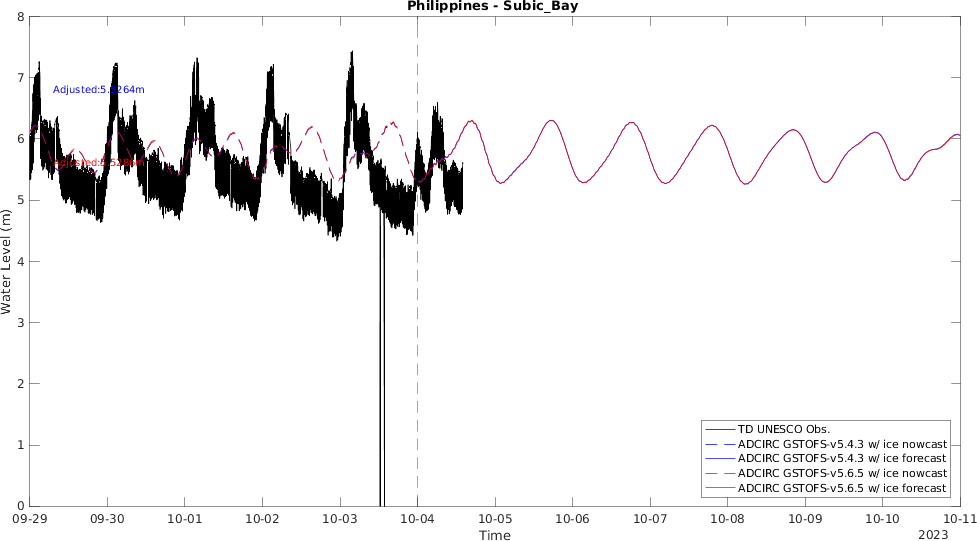 Philippines - Subic_Bay
8
7
6
5
4
3
2
1
0
Water Level (m)
Adjusted:5.5264m
TD UNESCO Obs.
ADCIRC GSTOFS-v5.4.3 w/ ice nowcast
ADCIRC GSTOFS-v5.4.3 w/ ice forecast
ADCIRC GSTOFS-v5.6.5 w/ ice nowcast
ADCIRC GSTOFS-v5.6.5 w/ ice forecast
09-29 09-30 10-01 10-02 10-03 10-04 10-05 10-06 10-07 10-08 10-09 10-10 10-11
Time
2023